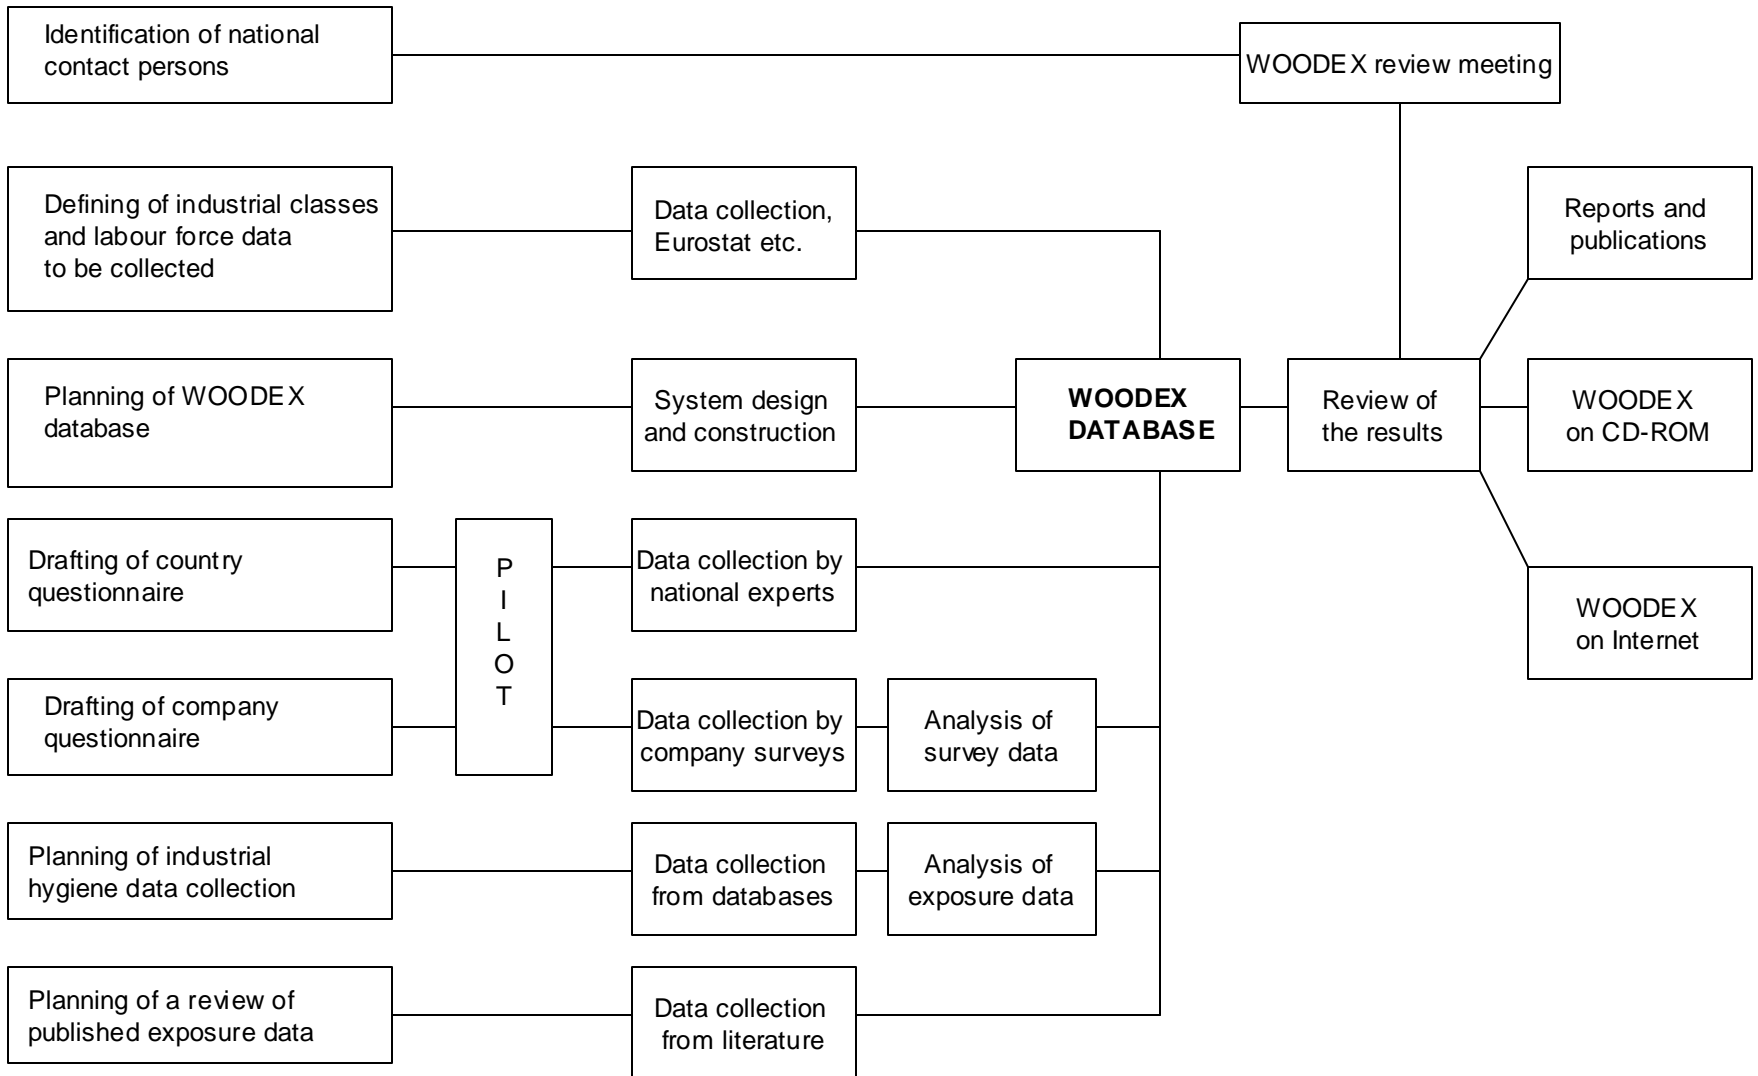 Identification of national
contact persons
WOODEX review meeting
Defining of industrial classes
and labour force data
to be collected
Data collection,
Eurostat etc.
Reports and
publications
Planning of WOODEX
database
System design
and construction
WOODEX
DATABASE
Review of
the results
WOODEX
on CD-ROM
Drafting of country
questionnaire
P
I
L
O
T
Data collection by
national experts
WOODEX
on Internet
Drafting of company
questionnaire
Data collection by
company surveys
Analysis of
survey data
Planning of industrial
hygiene data collection
Data collection
from databases
Analysis of
exposure data
Planning of a review of
published exposure data
Data collection
from literature